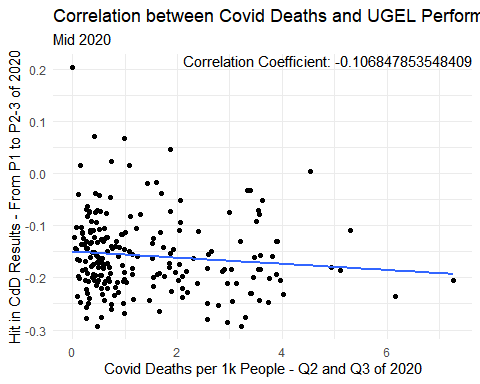 Correlation between Covid Deaths and UGEL Perform
Mid 2020
Correlation Coefficient: -0.106847853548409
Hit in CdD Results - From P1 to P2-3 of 2020
0.2
0.1
0.0
-0.1
-0.2
-0.3
0
2
4
6
Covid Deaths per 1k People - Q2 and Q3 of 2020